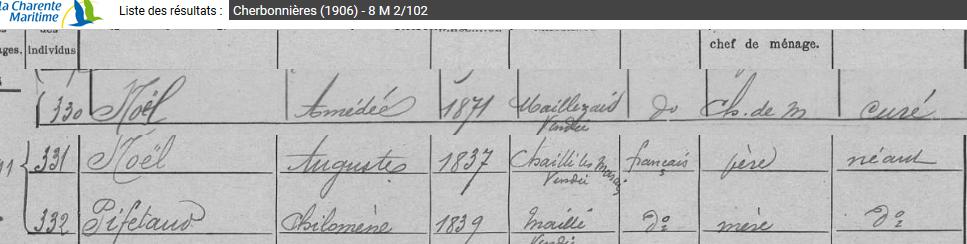 la Charente
Maritime
Liste des résultats : Cherbonnières (1906) - 8 M 2/102
ages. individus
chef de ménage.
330 Noël Amédée 1871 Maillezais do Ch. de m curé
Vendée
331 Noël Auguste 1837 Chaillé les Marais français père néant
Vendée
332 Pifetaud Philomène 1839 Maillé do mère do
Vendée